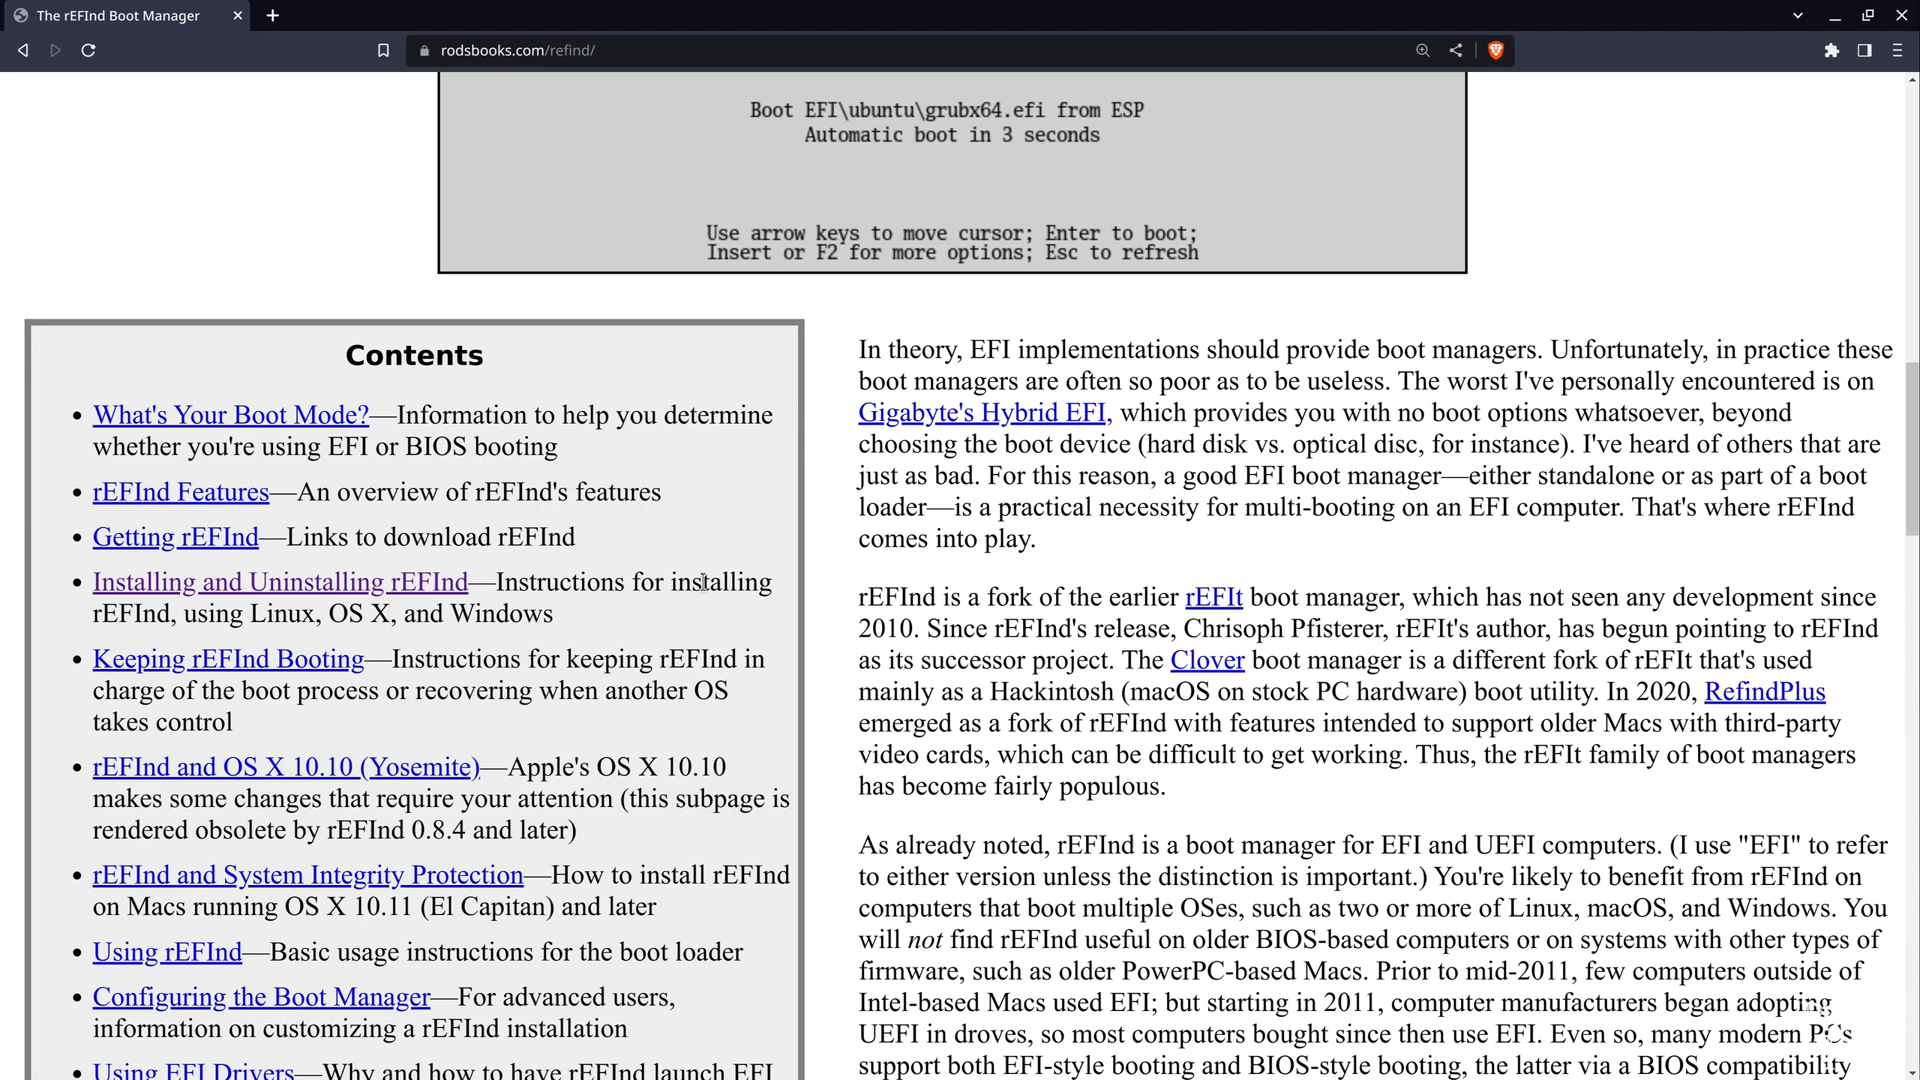 The rEFInd Boot Manager
rodsbooks.com/refind/
Boot EFI\ubuntu\grubx64.efi from ESP
Automatic boot in 3 seconds
Use arrow keys to move cursor; Enter to boot;
Insert or F2 for more options; Esc to refresh
Contents
• What's Your Boot Mode?—Information to help you determine
whether you're using EFI or BIOS booting
• rEFInd Features—An overview of rEFInd's features
• Getting rEFInd—Links to download rEFInd
• Installing and Uninstalling rEFInd—Instructions for installing
rEFInd, using Linux, OS X, and Windows
• Keeping rEFInd Booting—Instructions for keeping rEFInd in
charge of the boot process or recovering when another OS
takes control
• rEFInd and OS X 10.10 (Yosemite)—Apple's OS X 10.10
makes some changes that require your attention (this subpage is
rendered obsolete by rEFInd 0.8.4 and later)
• rEFInd and System Integrity Protection—How to install rEFInd
on Macs running OS X 10.11 (El Capitan) and later
• Using rEFInd—Basic usage instructions for the boot loader
• Configuring the Boot Manager—For advanced users,
information on customizing a rEFInd installation
• Using EFI Drivers—Why and how to have rEFInd launch EFI
In theory, EFI implementations should provide boot managers. Unfortunately, in practice these
boot managers are often so poor as to be useless. The worst I've personally encountered is on
Gigabyte's Hybrid EFI, which provides you with no boot options whatsoever, beyond
choosing the boot device (hard disk vs. optical disc, for instance). I've heard of others that are
just as bad. For this reason, a good EFI boot manager—either standalone or as part of a boot
loader—is a practical necessity for multi-booting on an EFI computer. That's where rEFInd
comes into play.
rEFInd is a fork of the earlier rEFIt boot manager, which has not seen any development since
2010. Since rEFInd's release, Chrisoph Pfisterer, rEFIt's author, has begun pointing to rEFInd
as its successor project. The Clover boot manager is a different fork of rEFIt that's used
mainly as a Hackintosh (macOS on stock PC hardware) boot utility. In 2020, RefindPlus
emerged as a fork of rEFInd with features intended to support older Macs with third-party
video cards, which can be difficult to get working. Thus, the rEFIt family of boot managers
has become fairly populous.
As already noted, rEFInd is a boot manager for EFI and UEFI computers. (I use "EFI" to refer
to either version unless the distinction is important.) You're likely to benefit from rEFInd on
computers that boot multiple OSes, such as two or more of Linux, macOS, and Windows. You
will not find rEFInd useful on older BIOS-based computers or on systems with other types of
firmware, such as older PowerPC-based Macs. Prior to mid-2011, few computers outside of
Intel-based Macs used EFI; but starting in 2011, computer manufacturers began adopting
UEFI in droves, so most computers bought since then use EFI. Even so, many modern PCs
support both EFI-style booting and BIOS-style booting, the latter via a BIOS compatibility